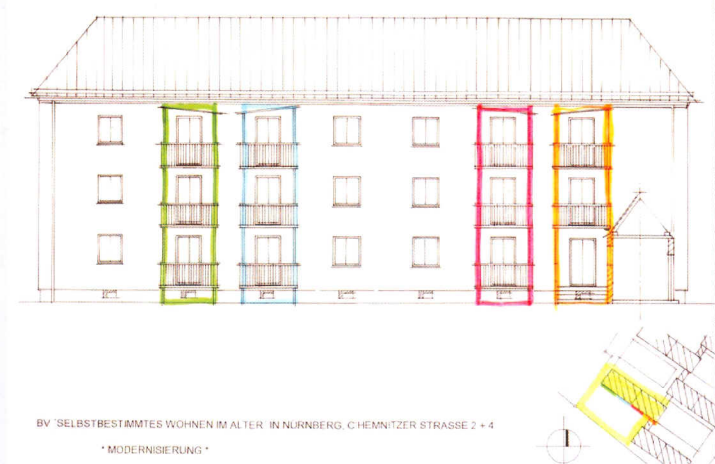 BV 'SELBSTBESTIMMTES WOHNEN IM ALTER IN NÜRNBERG, CHEMNITZER STRASSE 2 + 4
* MODERNISIERUNG *